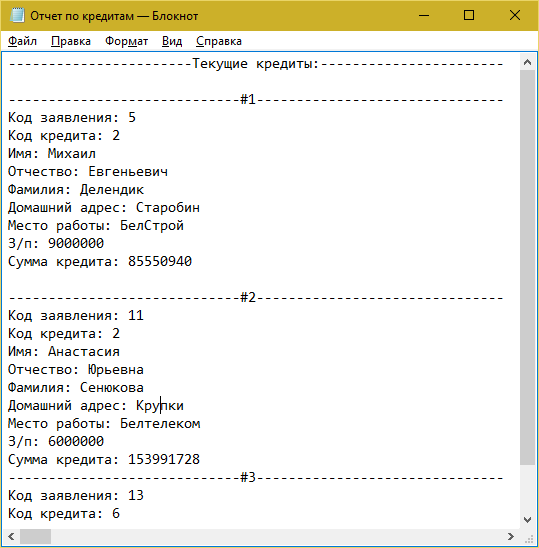 Отчет по кредитам — Блокнот
Файл Правка Формат Вид Справка
-----------------------Текущие кредиты:-----------------------
-----------------------------#1-------------------------------
Код заявления: 5
Код кредита: 2
Имя: Михаил
Отчество: Евгеньевич
Фамилия: Делендик
Домашний адрес: Старобин
Место работы: БелСтрой
З/п: 9000000
Сумма кредита: 85550940
-----------------------------#2-------------------------------
Код заявления: 11
Код кредита: 2
Имя: Анастасия
Отчество: Юрьевна
Фамилия: Сенюкова
Домашний адрес: Крупки
Место работы: Белтелеком
З/п: 6000000
Сумма кредита: 153991728
-----------------------------#3-------------------------------
Код заявления: 13
Код кредита: 6